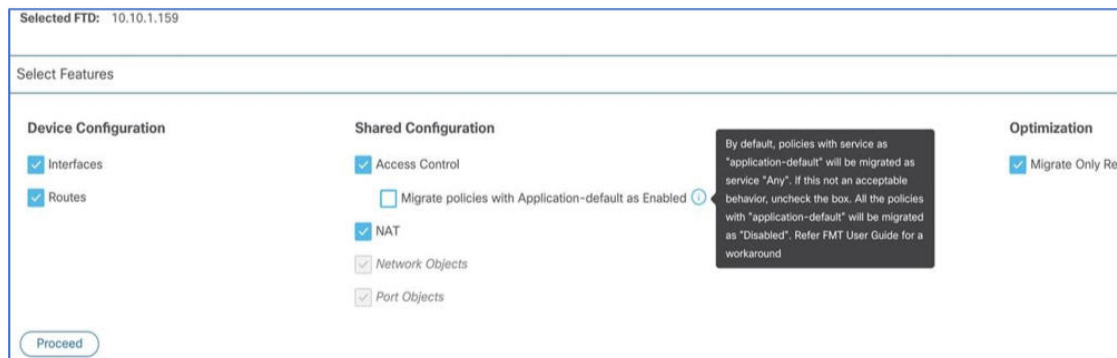 Selected FTD: 10.10.1.159
Select Features
Device Configuration
Interfaces
Routes
Shared Configuration
Access Control
Migrate policies with Application-default as Enabled
NAT
Network Objects
Port Objects
By default, policies with service as
"application-default" will be migrated as
service "Any". If this not an acceptable
behavior, uncheck the box. All the policies
with "application-default" will be migrated
as "Disabled". Refer FMT User Guide for a
workaround
Optimization
Migrate Only Re
Proceed